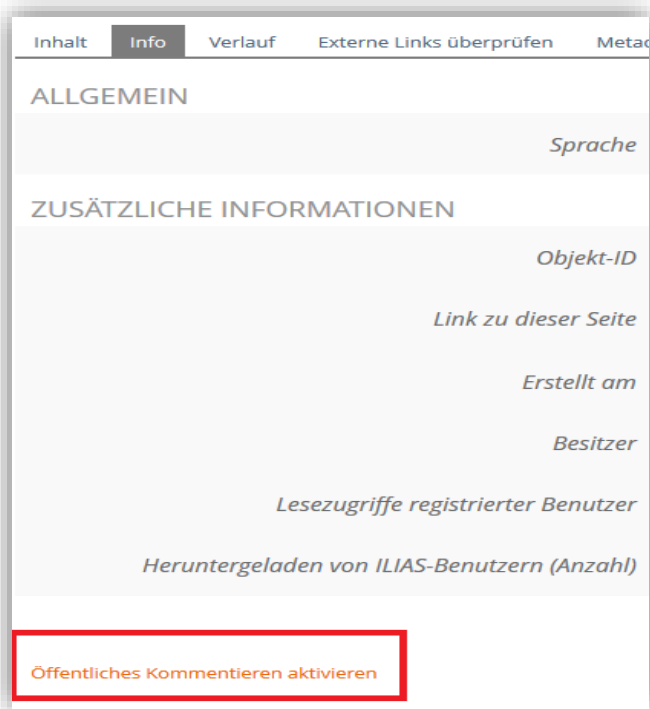 Inhalt Info Verlauf Externe Links überprüfen
ALLGEMEIN
Sprache
ZUSÄTZLICHE INFORMATIONEN
Objekt-ID
Link zu dieser Seite
Erstellt am
Besitzer
Lesezugriffe registrierter Benutzer
Heruntergeladen von ILIAS-Benutzern (Anzahl)
Öffentliches Kommentieren aktivieren